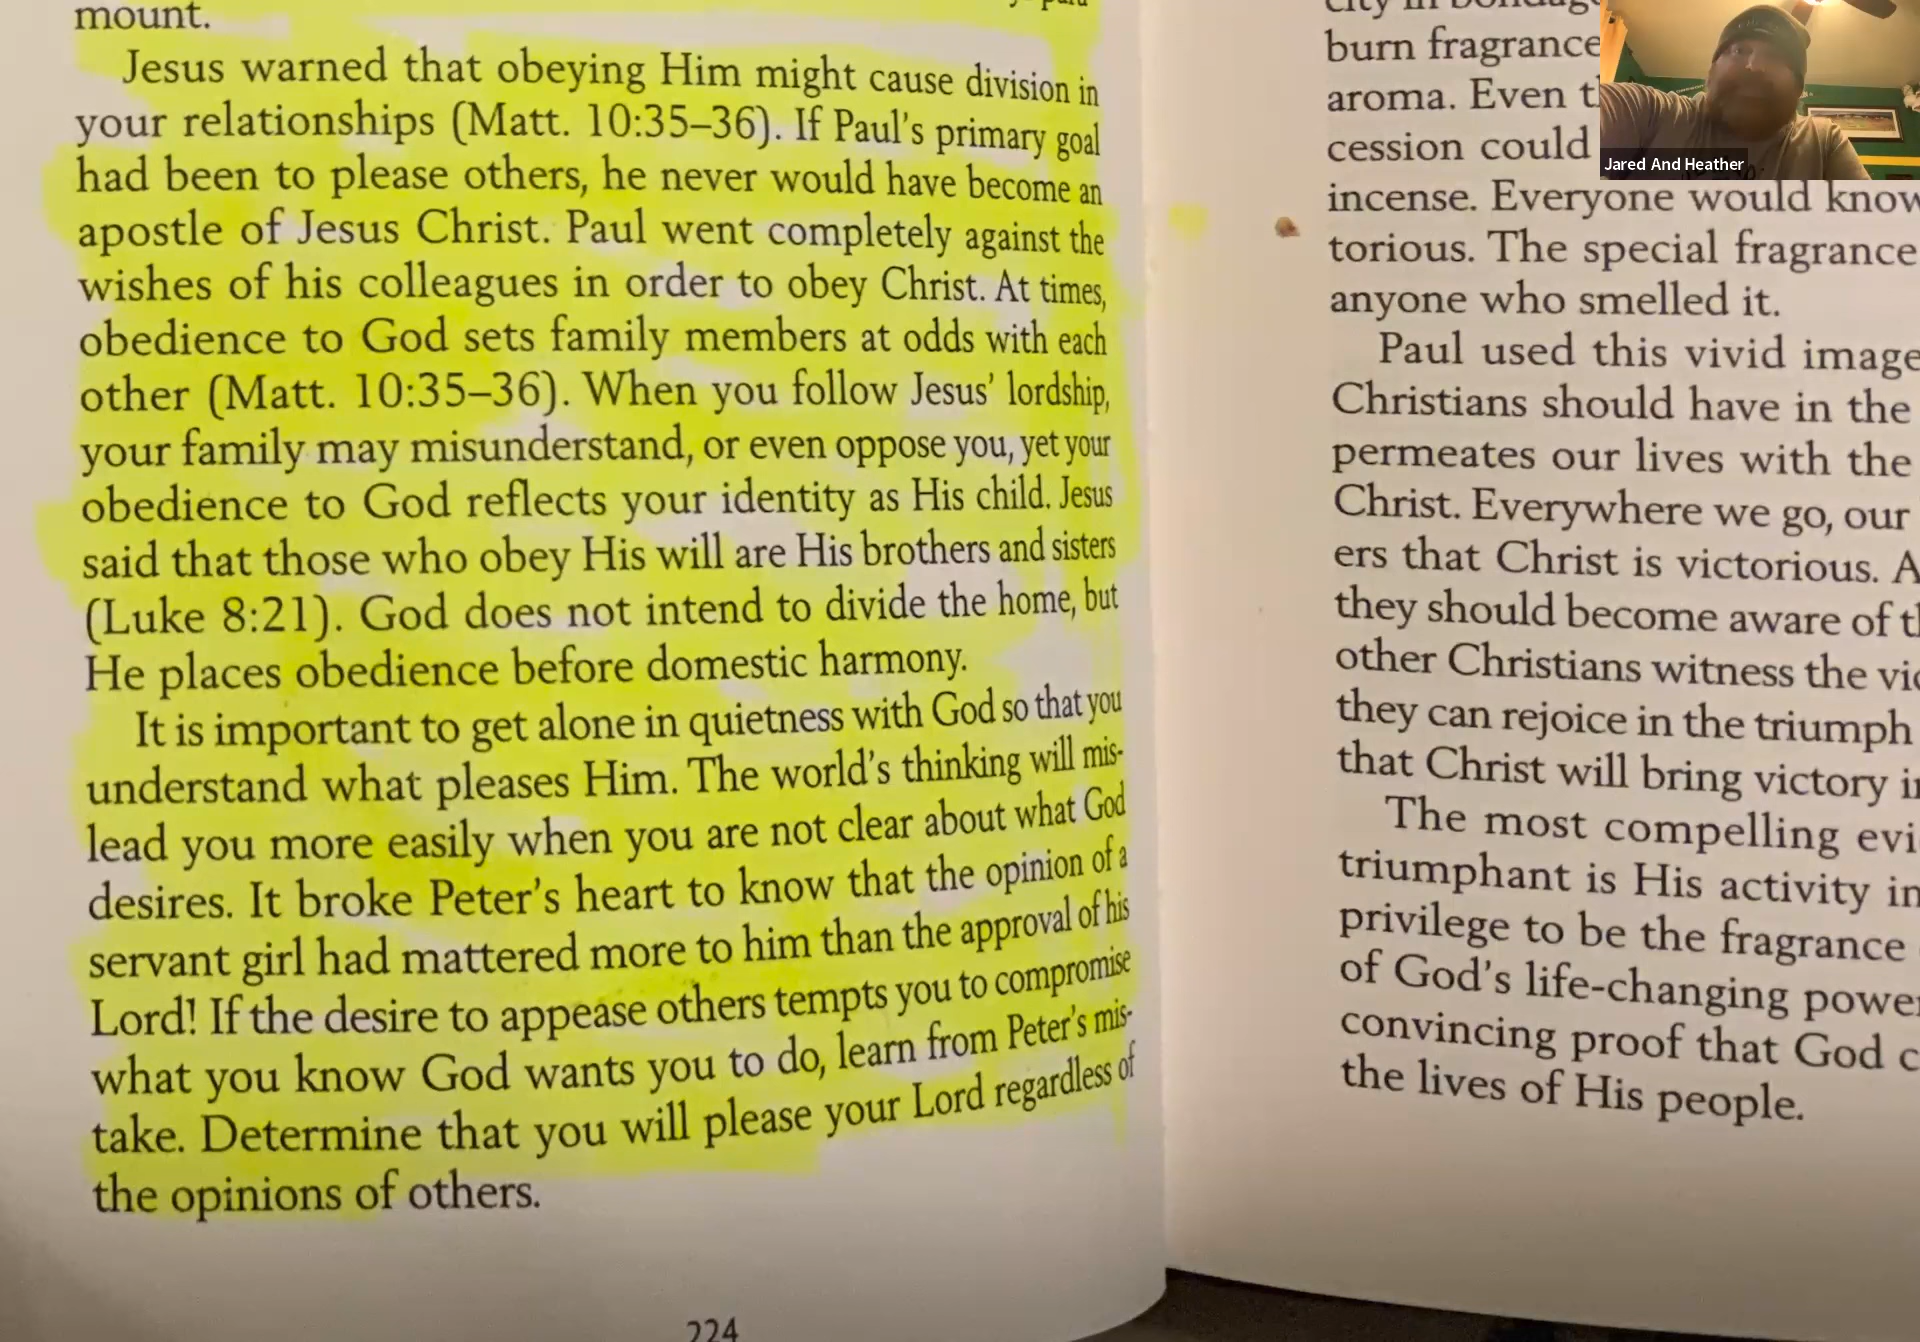 mount.
Jesus warned that obeying Him might cause division in
your relationships (Matt. 10:35–36). If Paul's primary goal
had been to please others, he never would have become an
apostle of Jesus Christ. Paul went completely against the
wishes of his colleagues in order to obey Christ. At times,
obedience to God sets family members at odds with each
other (Matt. 10:35–36). When you follow Jesus' lordship,
your family may misunderstand, or even oppose you, yet your
obedience to God reflects your identity as His child. Jesus
said that those who obey His will are His brothers and sisters
(Luke 8:21). God does not intend to divide the home, but
He places obedience before domestic harmony.
It is important to get alone in quietness with God so that you
understand what pleases Him. The world's thinking will mis-
lead you more easily when you are not clear about what God
desires. It broke Peter's heart to know that the opinion of a
servant girl had mattered more to him than the approval of his
Lord! If the desire to appease others tempts you to compromise
what you know God wants you to do, learn from Peter's mis-
take. Determine that you will please your Lord regardless of
the opinions of others.
224
city in
burn fragrance
aroma. Even
cession could
incense. Everyone would know
torious. The special fragrance
anyone who smelled it.
Paul used this vivid image
Christians should have in the
permeates our lives with the
Christ. Everywhere we go, our
ers that Christ is victorious. A
they should become aware of
other Christians witness the
they can rejoice in the triumph
that Christ will bring victory
The most compelling
triumphant is His activity in
privilege to be the fragrance
of God's life-changing power
convincing proof that God
the lives of His people.
Jared And Heather